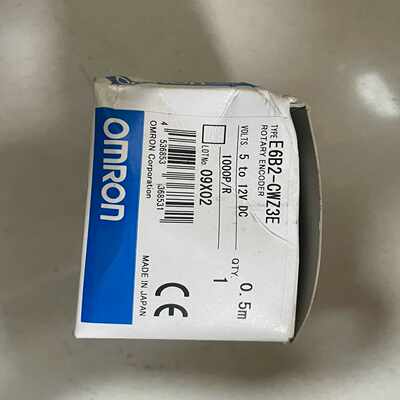 TYPE E6B2-CWZ3E
ROTARY ENCODER
VOLTS. 5 to 12V DC 0.5m
1000P/R QTY. 1
LOT No. 09X02
4 536853 368531
OMRON Corporation
MADE IN JAPAN
CE
OMRON